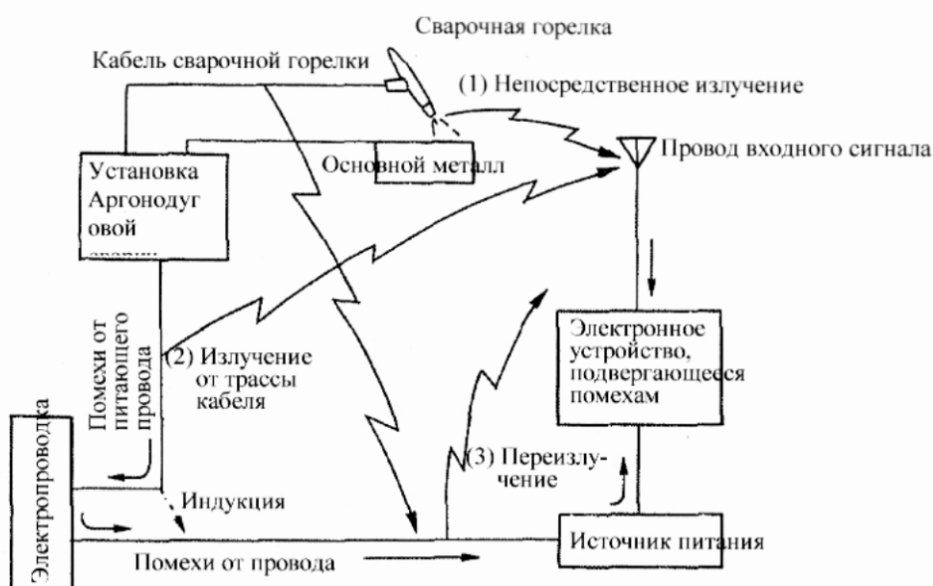 Сварочная горелка
Кабель сварочной горелки
(1) Непосредственное излучение
Основной металл
Провод входного сигнала
Установка
Аргонодуг
овой
Помехи от
питающего
провода
(2) Излучение
от трассы
кабеля
Электронное
устройство,
подвергающееся
помехам
(3) Переизлу-
чение
Электропроводка
Индукция
Помехи от провода
Источник питания